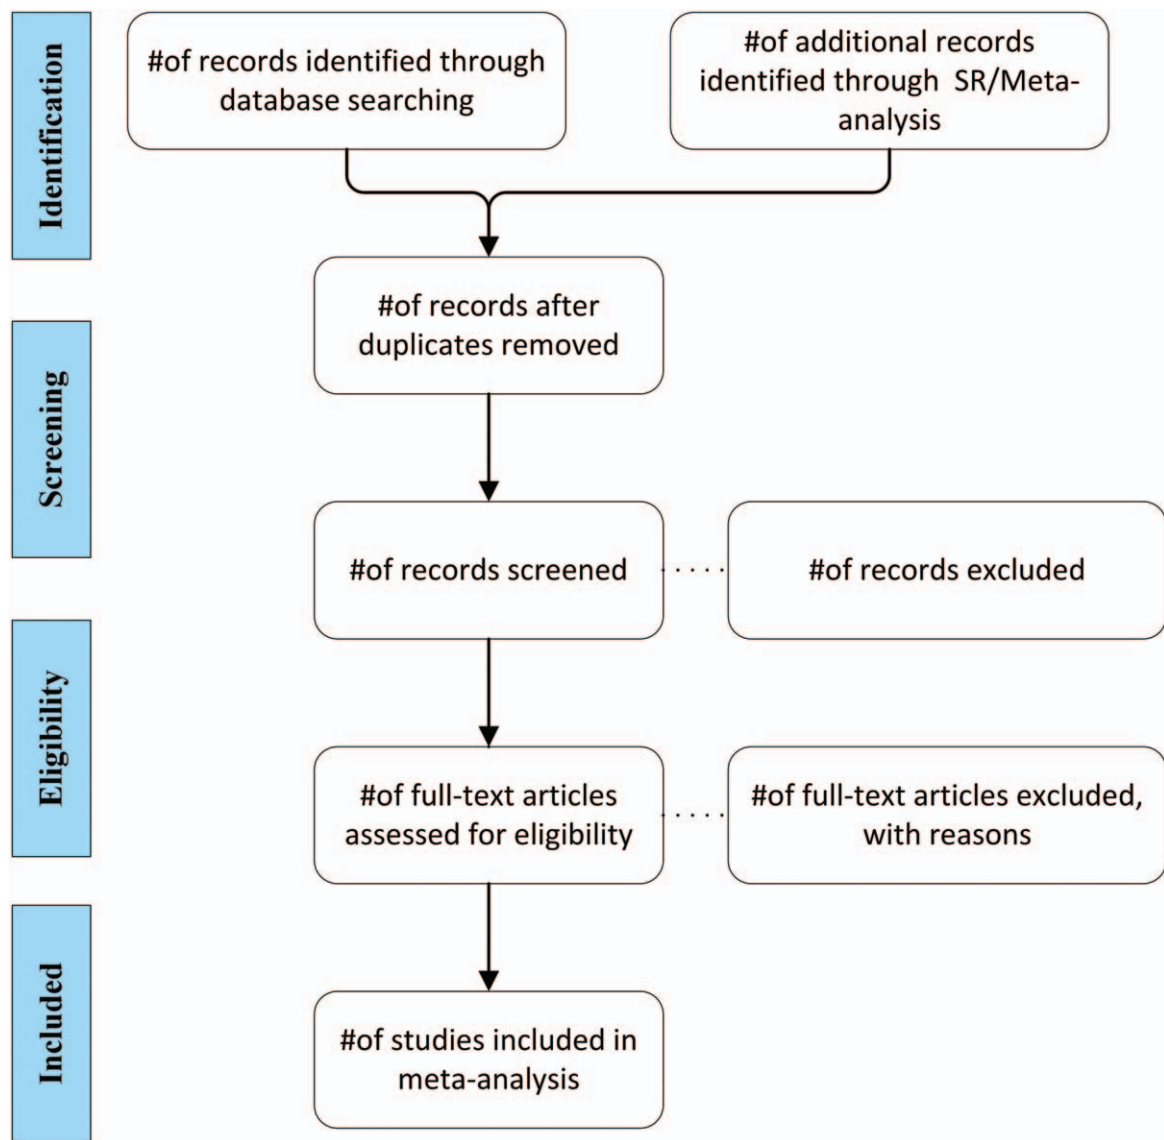 Identification
#of records identified through
database searching
#of additional records
identified through SR/Meta-
analysis
#of records after
duplicates removed
Screening
#of records screened
#of records excluded
Eligibility
#of full-text articles
assessed for eligibility
#of full-text articles excluded,
with reasons
Included
#of studies included in
meta-analysis